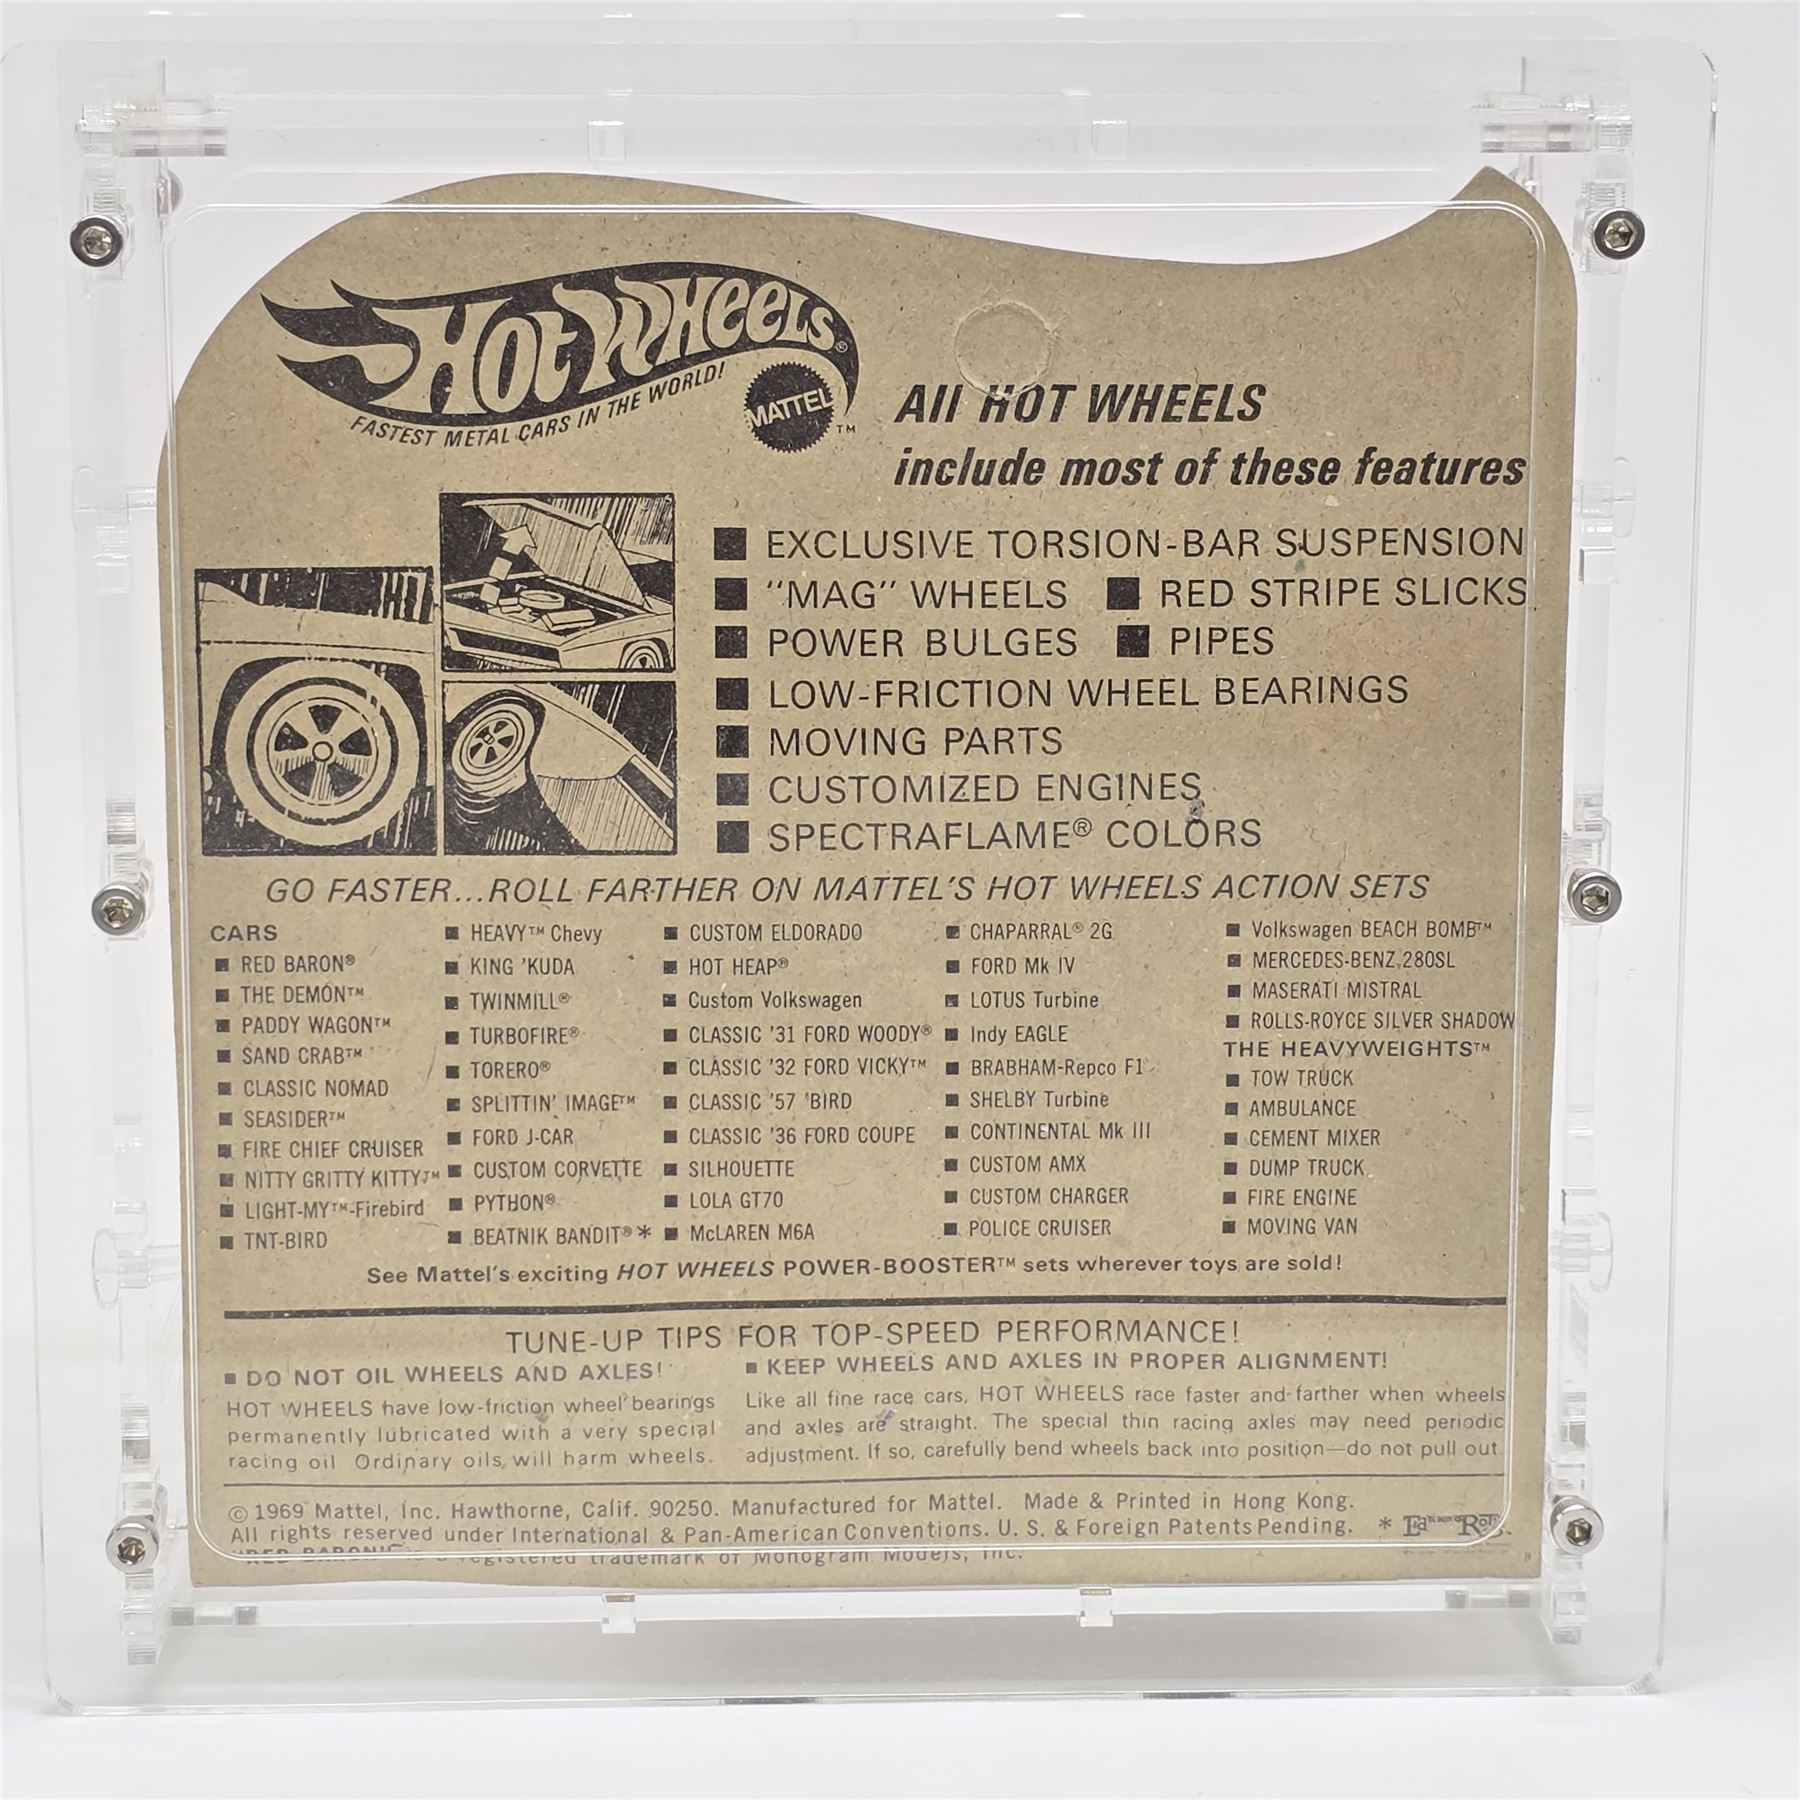 Hot Wheels®
FASTEST METAL CARS IN THE WORLD!
MATTEL™
All HOT WHEELS
include most of these features
■ EXCLUSIVE TORSION-BAR SUSPENSION
■ "MAG" WHEELS ■ RED STRIPE SLICKS
■ POWER BULGES ■ PIPES
■ LOW-FRICTION WHEEL BEARINGS
■ MOVING PARTS
■ CUSTOMIZED ENGINES
■ SPECTRAFLAME® COLORS
GO FASTER...ROLL FARTHER ON MATTEL'S HOT WHEELS ACTION SETS
CARS
■ RED BARON®
■ THE DEMON™
■ PADDY WAGON™
■ SAND CRAB™
■ CLASSIC NOMAD
■ SEASIDER™
■ FIRE CHIEF CRUISER
■ NITTY GRITTY KITTY™
■ LIGHT-MY™-Firebird
■ TNT-BIRD
■ HEAVY™ Chevy
■ KING 'KUDA
■ TWINMILL®
■ TURBOFIRE®
■ TORERO®
■ SPLITTIN' IMAGE™
■ FORD J-CAR
■ CUSTOM CORVETTE
■ PYTHON®
■ BEATNIK BANDIT®*
■ CUSTOM ELDORADO
■ HOT HEAP®
■ Custom Volkswagen
■ CLASSIC '31 FORD WOODY®
■ CLASSIC '32 FORD VICKY™
■ CLASSIC '57 'BIRD
■ CLASSIC '36 FORD COUPE
■ SILHOUETTE
■ LOLA GT70
■ McLAREN M6A
■ CHAPARRAL® 2G
■ FORD Mk IV
■ LOTUS Turbine
■ Indy EAGLE
■ BRABHAM-Repco F1
■ SHELBY Turbine
■ CONTINENTAL Mk III
■ CUSTOM AMX
■ CUSTOM CHARGER
■ POLICE CRUISER
■ Volkswagen BEACH BOMB™
■ MERCEDES-BENZ 280SL
■ MASERATI MISTRAL
■ ROLLS-ROYCE SILVER SHADOW
THE HEAVYWEIGHTS™
■ TOW TRUCK
■ AMBULANCE
■ CEMENT MIXER
■ DUMP TRUCK
■ FIRE ENGINE
■ MOVING VAN
See Mattel's exciting HOT WHEELS POWER-BOOSTER™ sets wherever toys are sold!
TUNE-UP TIPS FOR TOP-SPEED PERFORMANCE!
■ DO NOT OIL WHEELS AND AXLES!
HOT WHEELS have low-friction wheel bearings
permanently lubricated with a very special
racing oil Ordinary oils will harm wheels.
■ KEEP WHEELS AND AXLES IN PROPER ALIGNMENT!
Like all fine race cars, HOT WHEELS race faster and farther when wheels
and axles are straight. The special thin racing axles may need periodic
adjustment. If so, carefully bend wheels back into position—do not pull out.
© 1969 Mattel, Inc. Hawthorne, Calif. 90250. Manufactured for Mattel. Made & Printed in Hong Kong.
All rights reserved under International & Pan-American Conventions. U. S. & Foreign Patents Pending. * Ed
"RED BARON" is a registered trademark of Monogram Models, Inc.